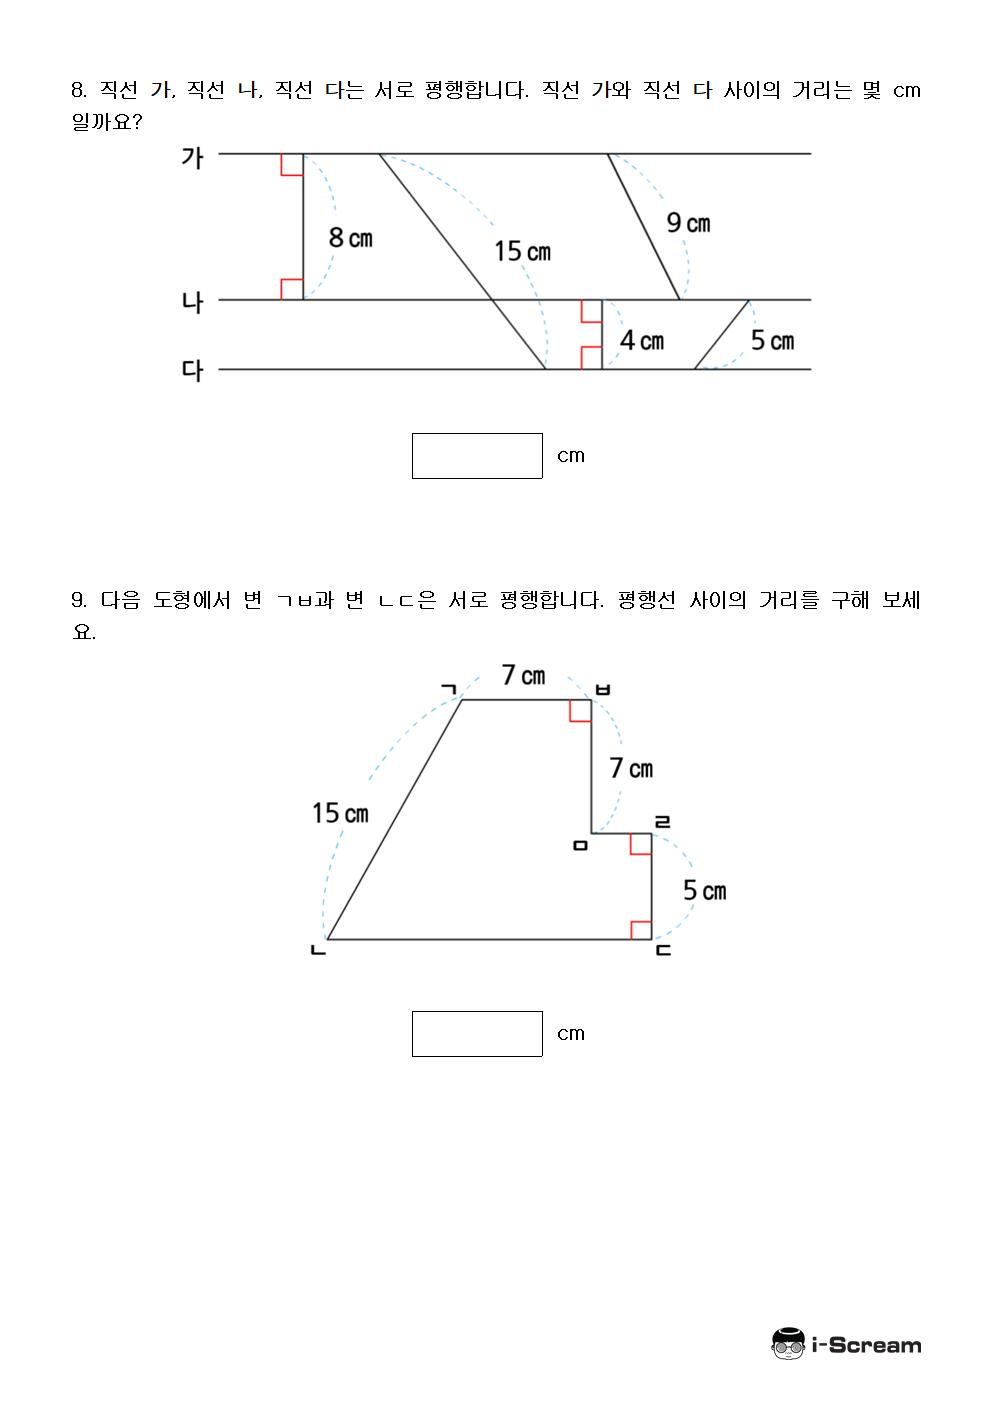 8. 직선 가, 직선 나, 직선 다는 서로 평행합니다. 직선 가와 직선 다 사이의 거리는 몇 cm
일까요?
가
8 cm
15 cm
9 cm
나
4 cm
5 cm
다
cm
9. 다음 도형에서 변 ㄱㅂ과 변 ㄴㄷ은 서로 평행합니다. 평행선 사이의 거리를 구해 보세
요.
7 cm
ㄱ
ㅂ
7 cm
15 cm
ㄹ
ㅁ
5 cm
ㄴ
ㄷ
cm
i-Scream